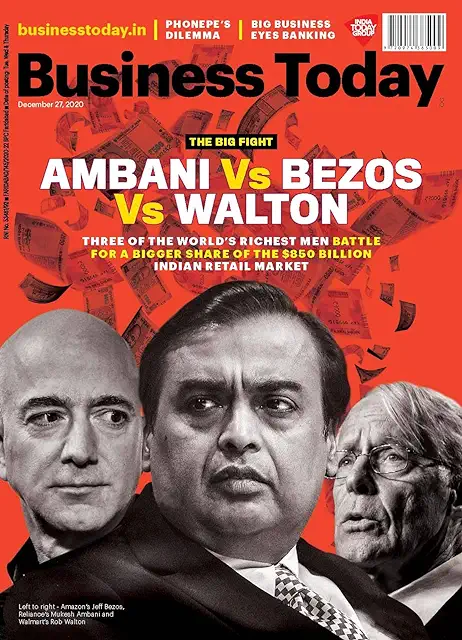 businesstoday.in
PHONEPE'S
DILEMMA
BIG BUSINESS
EYES BANKING
INDIA
TODAY
GROUP
Business Today
December 27, 2020
THE BIG FIGHT
AMBANI Vs BEZOS
Vs WALTON
THREE OF THE WORLD'S RICHEST MEN BATTLE
FOR A BIGGER SHARE OF THE $850 BILLION
INDIAN RETAIL MARKET
Left to right - Amazon's Jeff Bezos,
Reliance's Mukesh Ambani and
Walmart's Rob Walton